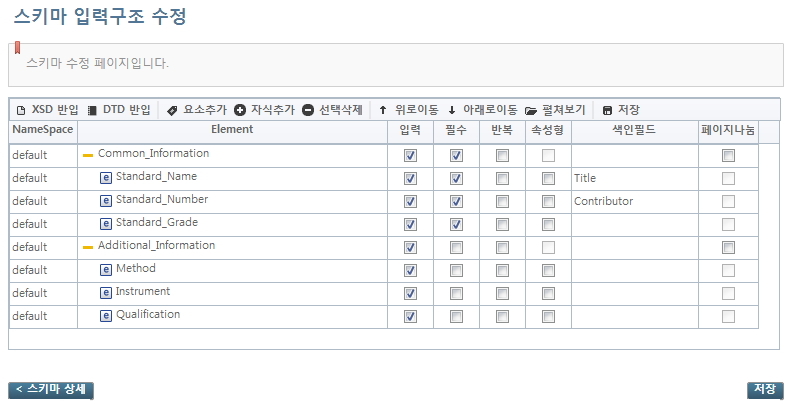 스키마 입력구조 수정
스키마 수정 페이지입니다.
XSD 반입 DTD 반입 요소추가 자식추가 선택삭제 위로이동 아래로이동 펼쳐보기 저장
NameSpace Element 입력 필수 반복 속성형 색인필드 페이지나눔
default Common_Information
default e Standard_Name Title
default e Standard_Number Contributor
default e Standard_Grade
default Additional_Information
default e Method
default e Instrument
default e Qualification
< 스키마 상세 저장